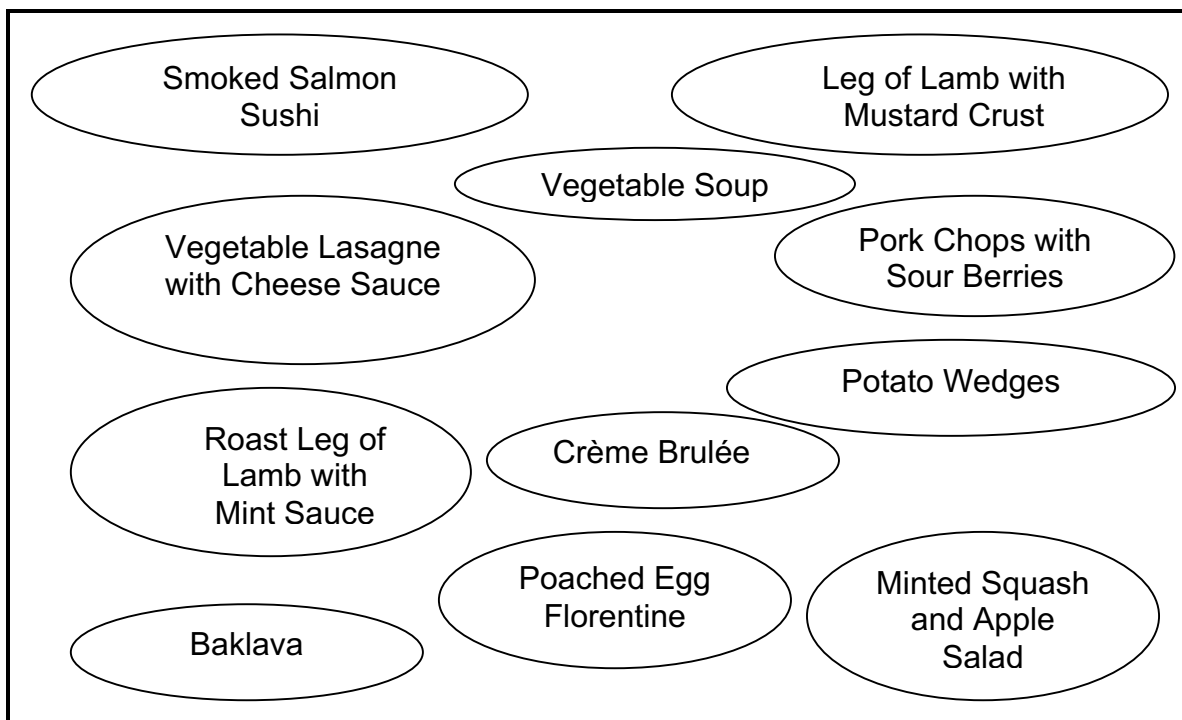 Smoked Salmon
Sushi
Leg of Lamb with
Mustard Crust
Vegetable Soup
Vegetable Lasagne
with Cheese Sauce
Pork Chops with
Sour Berries
Potato Wedges
Roast Leg of
Lamb with
Mint Sauce
Crème Brulée
Poached Egg
Florentine
Minted Squash
and Apple
Salad
Baklava